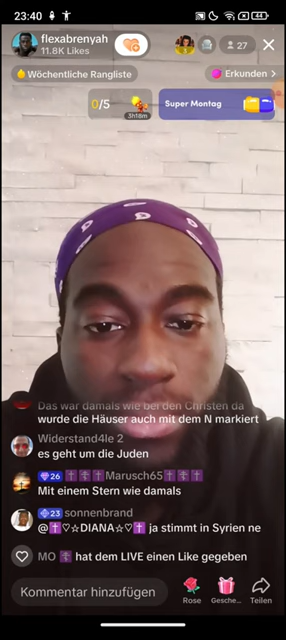 23:40
44
flexabrenyah
11.8K Likes
27
Wöchentliche Rangliste
Erkunden >
0/5
3h18m
Super Montag
Das war damals wie bei den Christen da
wurde die Häuser auch mit dem N markiert
Widerstand4le 2
es geht um die Juden
26 ✝️✝️✝️Marusch65✝️✝️✝️
Mit einem Stern wie damals
23 sonnenbrand
@✝️♡☆DIANA☆♡✝️ ja stimmt in Syrien ne
MO ☦️ hat dem LIVE einen Like gegeben
Kommentar hinzufügen
Rose
Gesche...
Teilen